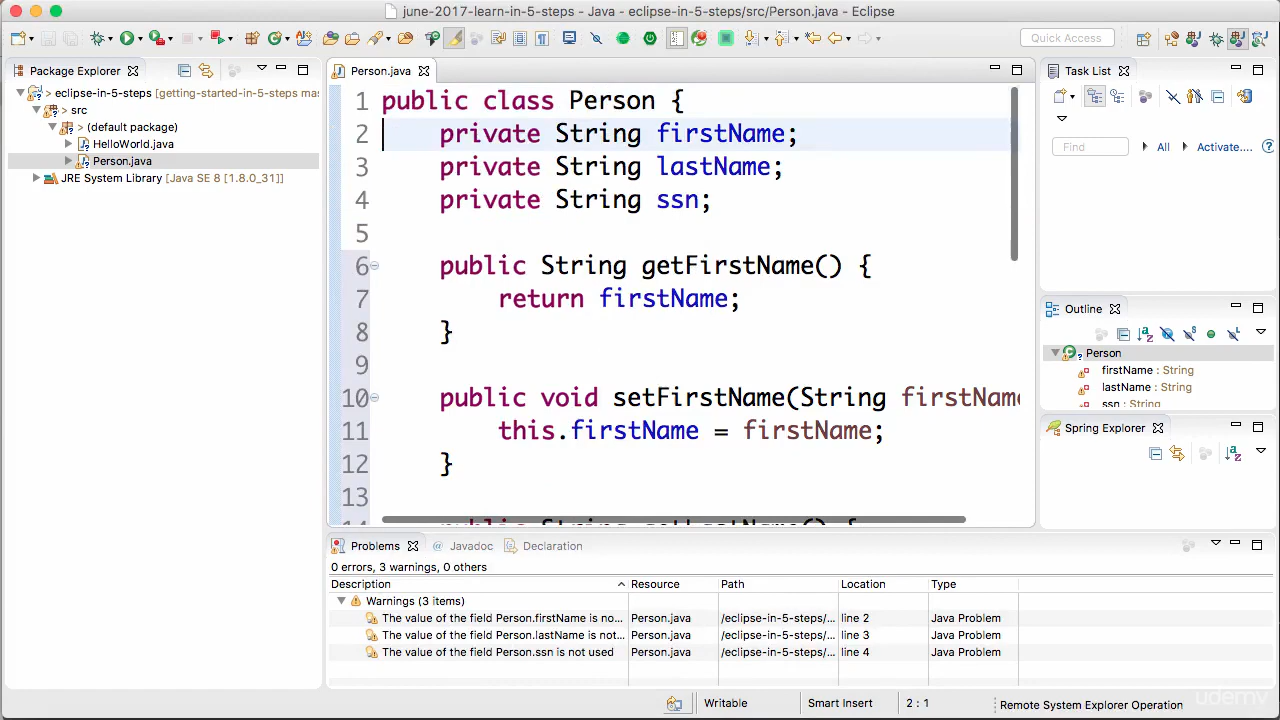 june-2017-learn-in-5-steps - Java - eclipse-in-5-steps/src/Person.java - Eclipse
Quick Access
Package Explorer
> eclipse-in-5-steps [getting-started-in-5-steps mas
> src
> (default package)
HelloWorld.java
Person.java
JRE System Library [Java SE 8 [1.8.0_31]]
Person.java
1 public class Person {
2 private String firstName;
3 private String lastName;
4 private String ssn;
5
6 public String getFirstName() {
7 return firstName;
8 }
9
10 public void setFirstName(String firstName
11 this.firstName = firstName;
12 }
13
14 public String getLastName() {
Task List
Find
All
Activate...
Outline
Person
firstName : String
lastName : String
ssn : String
Spring Explorer
Problems
@ Javadoc
Declaration
0 errors, 3 warnings, 0 others
Description Resource Path Location Type
Warnings (3 items)
The value of the field Person.firstName is no... Person.java /eclipse-in-5-steps/... line 2 Java Problem
The value of the field Person.lastName is not... Person.java /eclipse-in-5-steps/... line 3 Java Problem
The value of the field Person.ssn is not used Person.java /eclipse-in-5-steps/... line 4 Java Problem
Writable
Smart Insert
2 : 1
Remote System Explorer Operation
udemy